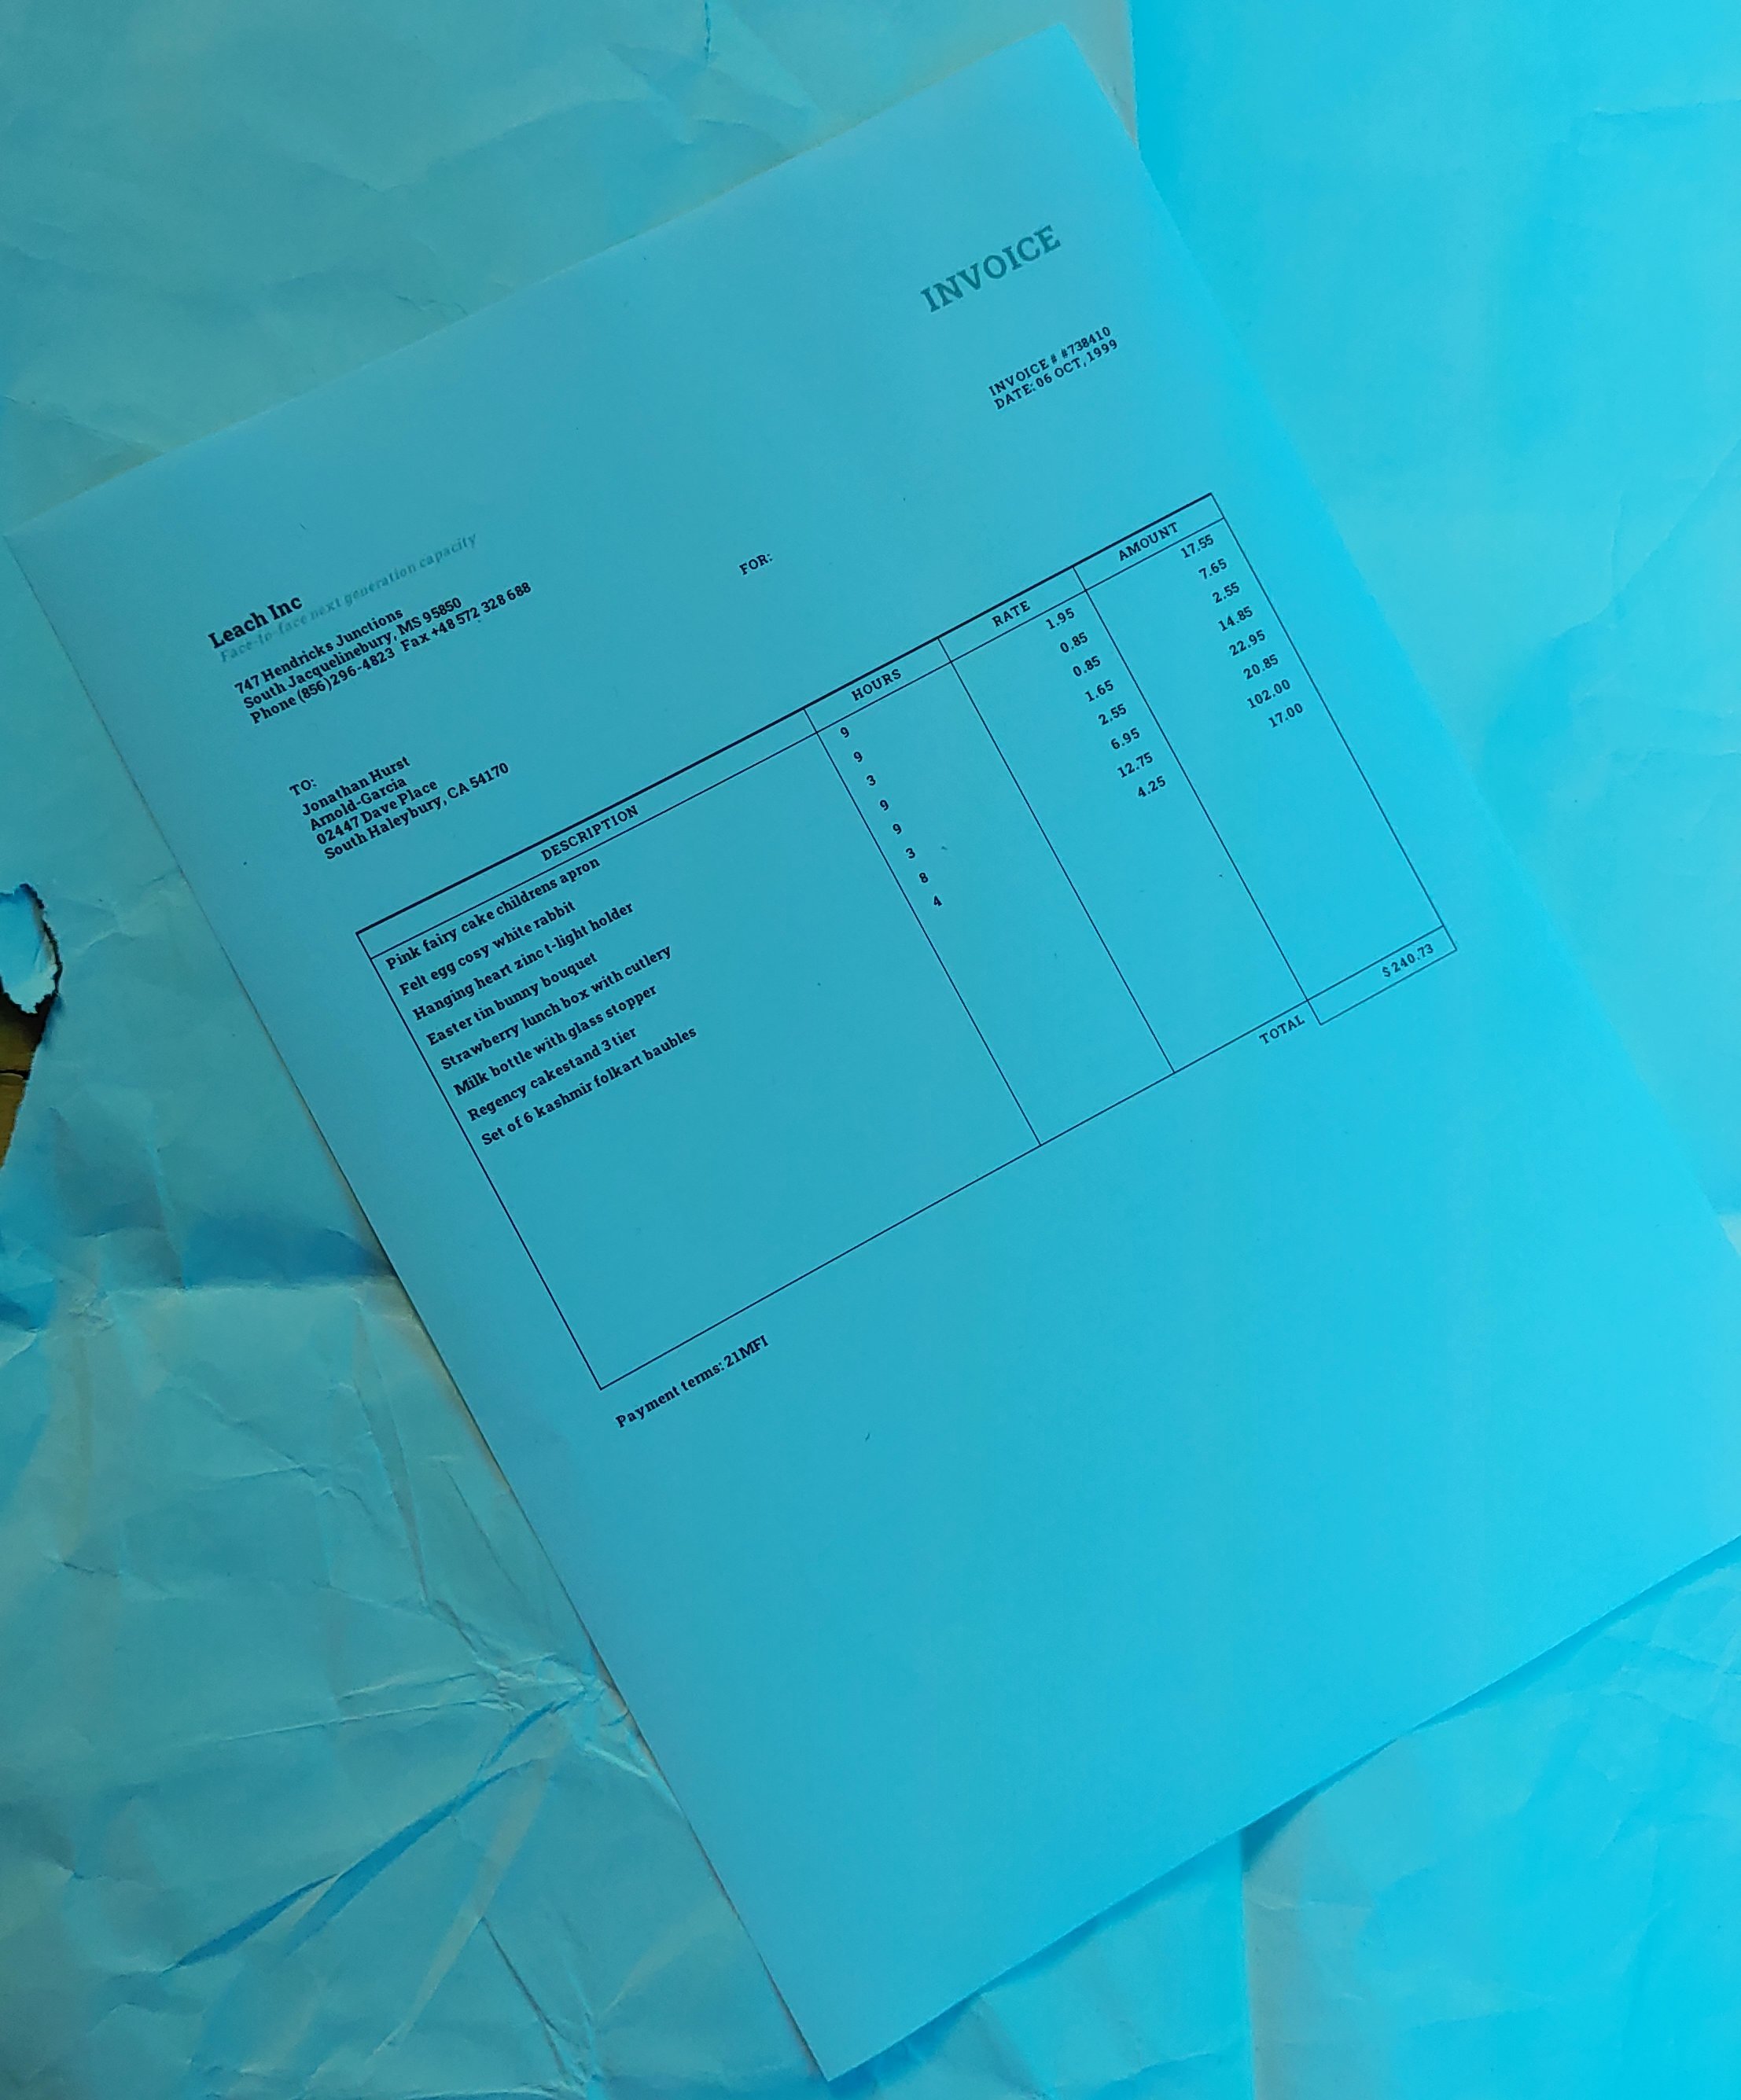 INVOICE
INVOICE # #738410
DATE: 06 OCT, 1999
Leach Inc
Face-to-face next generation capacity
747 Hendricks Junctions
South Jacquelinebury, MS 95850
Phone (856)296-4823 Fax +48 572 328 688
FOR:
TO:
Jonathan Hurst
Arnold-Garcia
02447 Dave Place
South Haleybury, CA 54170
DESCRIPTION HOURS RATE AMOUNT
Pink fairy cake childrens apron 9 1.95 17.55
Felt egg cosy white rabbit 9 0.85 7.65
Hanging heart zinc t-light holder 3 0.85 2.55
Easter tin bunny bouquet 9 1.65 14.85
Strawberry lunch box with cutlery 9 2.55 22.95
Milk bottle with glass stopper 3 6.95 20.85
Regency cakestand 3 tier 8 12.75 102.00
Set of 6 kashmir folkart baubles 4 4.25 17.00
TOTAL $ 240.73
Payment terms: 21MFI